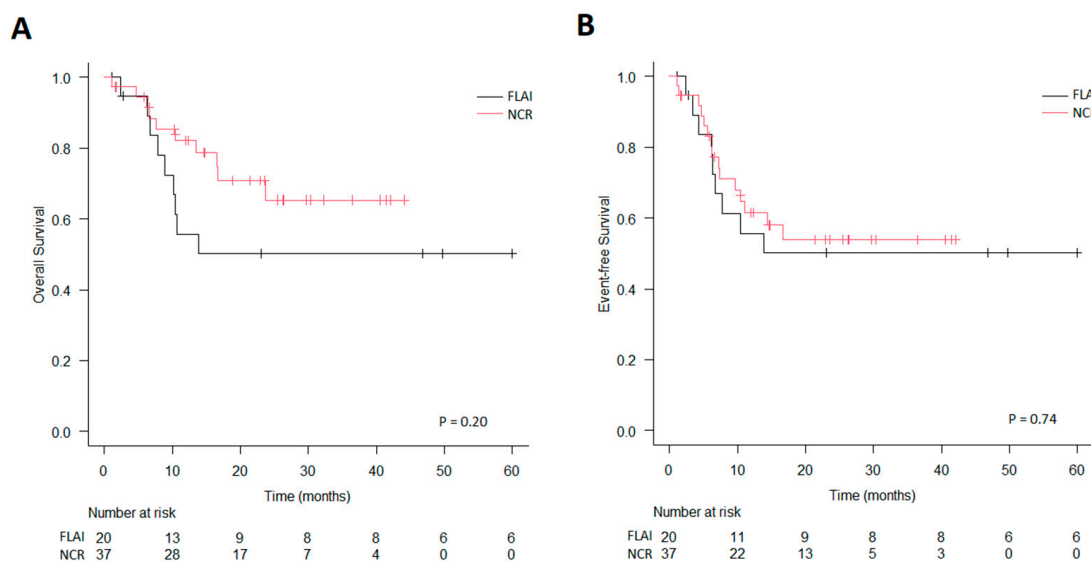 A
1.0
0.8
0.6
0.4
0.2
0.0
Overall Survival
FLAI
NCR
P = 0.20
0 10 20 30 40 50 60
Time (months)
Number at risk
FLAI 20 13 9 8 8 6 6
NCR 37 28 17 7 4 0 0
B
1.0
0.8
0.6
0.4
0.2
0.0
Event-free Survival
FLA
NCR
P = 0.74
0 10 20 30 40 50 60
Time (months)
Number at risk
FLAI 20 11 9 8 8 6 6
NCR 37 22 13 5 3 0 0